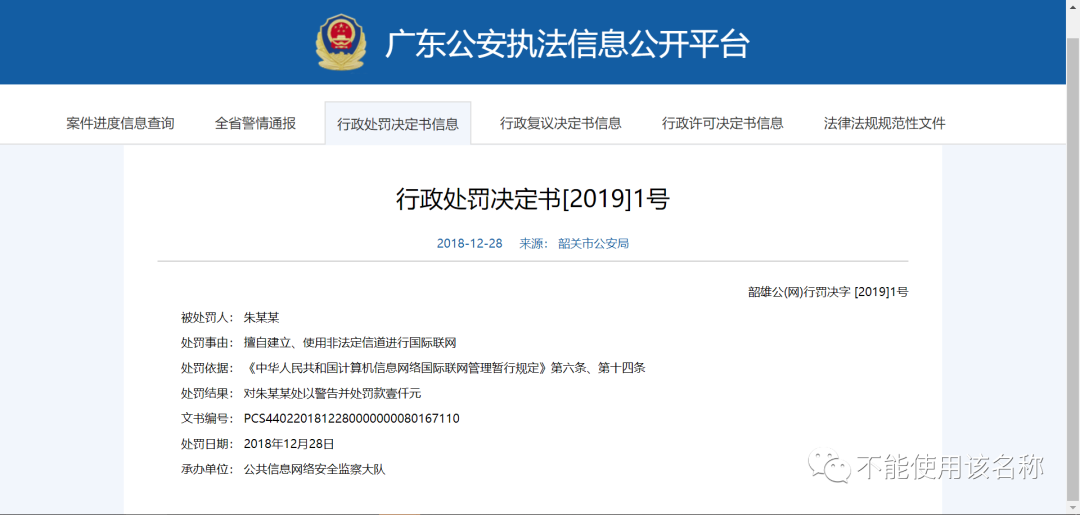 广东公安执法信息公开平台
案件进度信息查询 全省警情通报 行政处罚决定书信息 行政复议决定书信息 行政许可决定书信息 法律法规规范性文件
行政处罚决定书[2019]1号
2018-12-28 来源: 韶关市公安局
韶雄公(网)行罚决字 [2019]1号
被处罚人: 朱某某
处罚事由: 擅自建立、使用非法定信道进行国际联网
处罚依据: 《中华人民共和国计算机信息网络国际联网管理暂行规定》第六条、第十四条
处罚结果: 对朱某某处以警告并处罚款壹仟元
文书编号: PCS4402201812280000000080167110
处罚日期: 2018年12月28日
承办单位: 公共信息网络安全监察大队
不能使用该名称